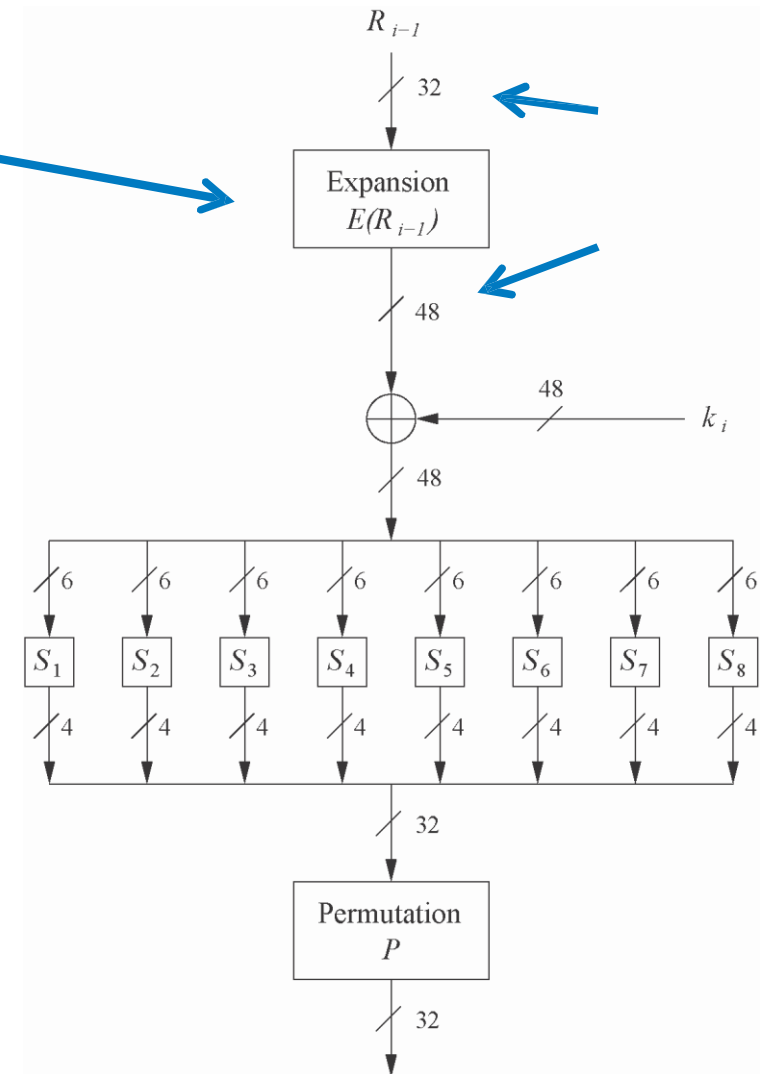 R i−1
32
Expansion
E(R i−1)
48
48
k i
48
6 6 6 6 6 6 6 6
S1 S2 S3 S4 S5 S6 S7 S8
4 4 4 4 4 4 4 4
32
Permutation
P
32